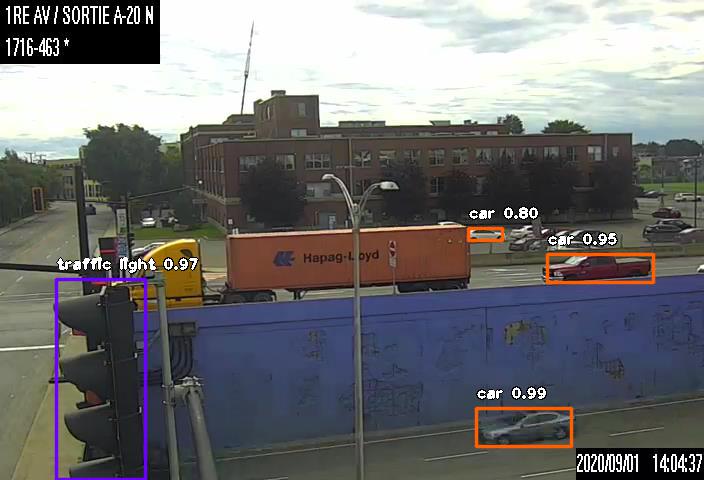 1RE AV / SORTIE A-20 N
1716-463 *
car 0.80
car 0.95
traffic light 0.97
Hapag-Lloyd
car 0.99
2020/09/01 14:04:37